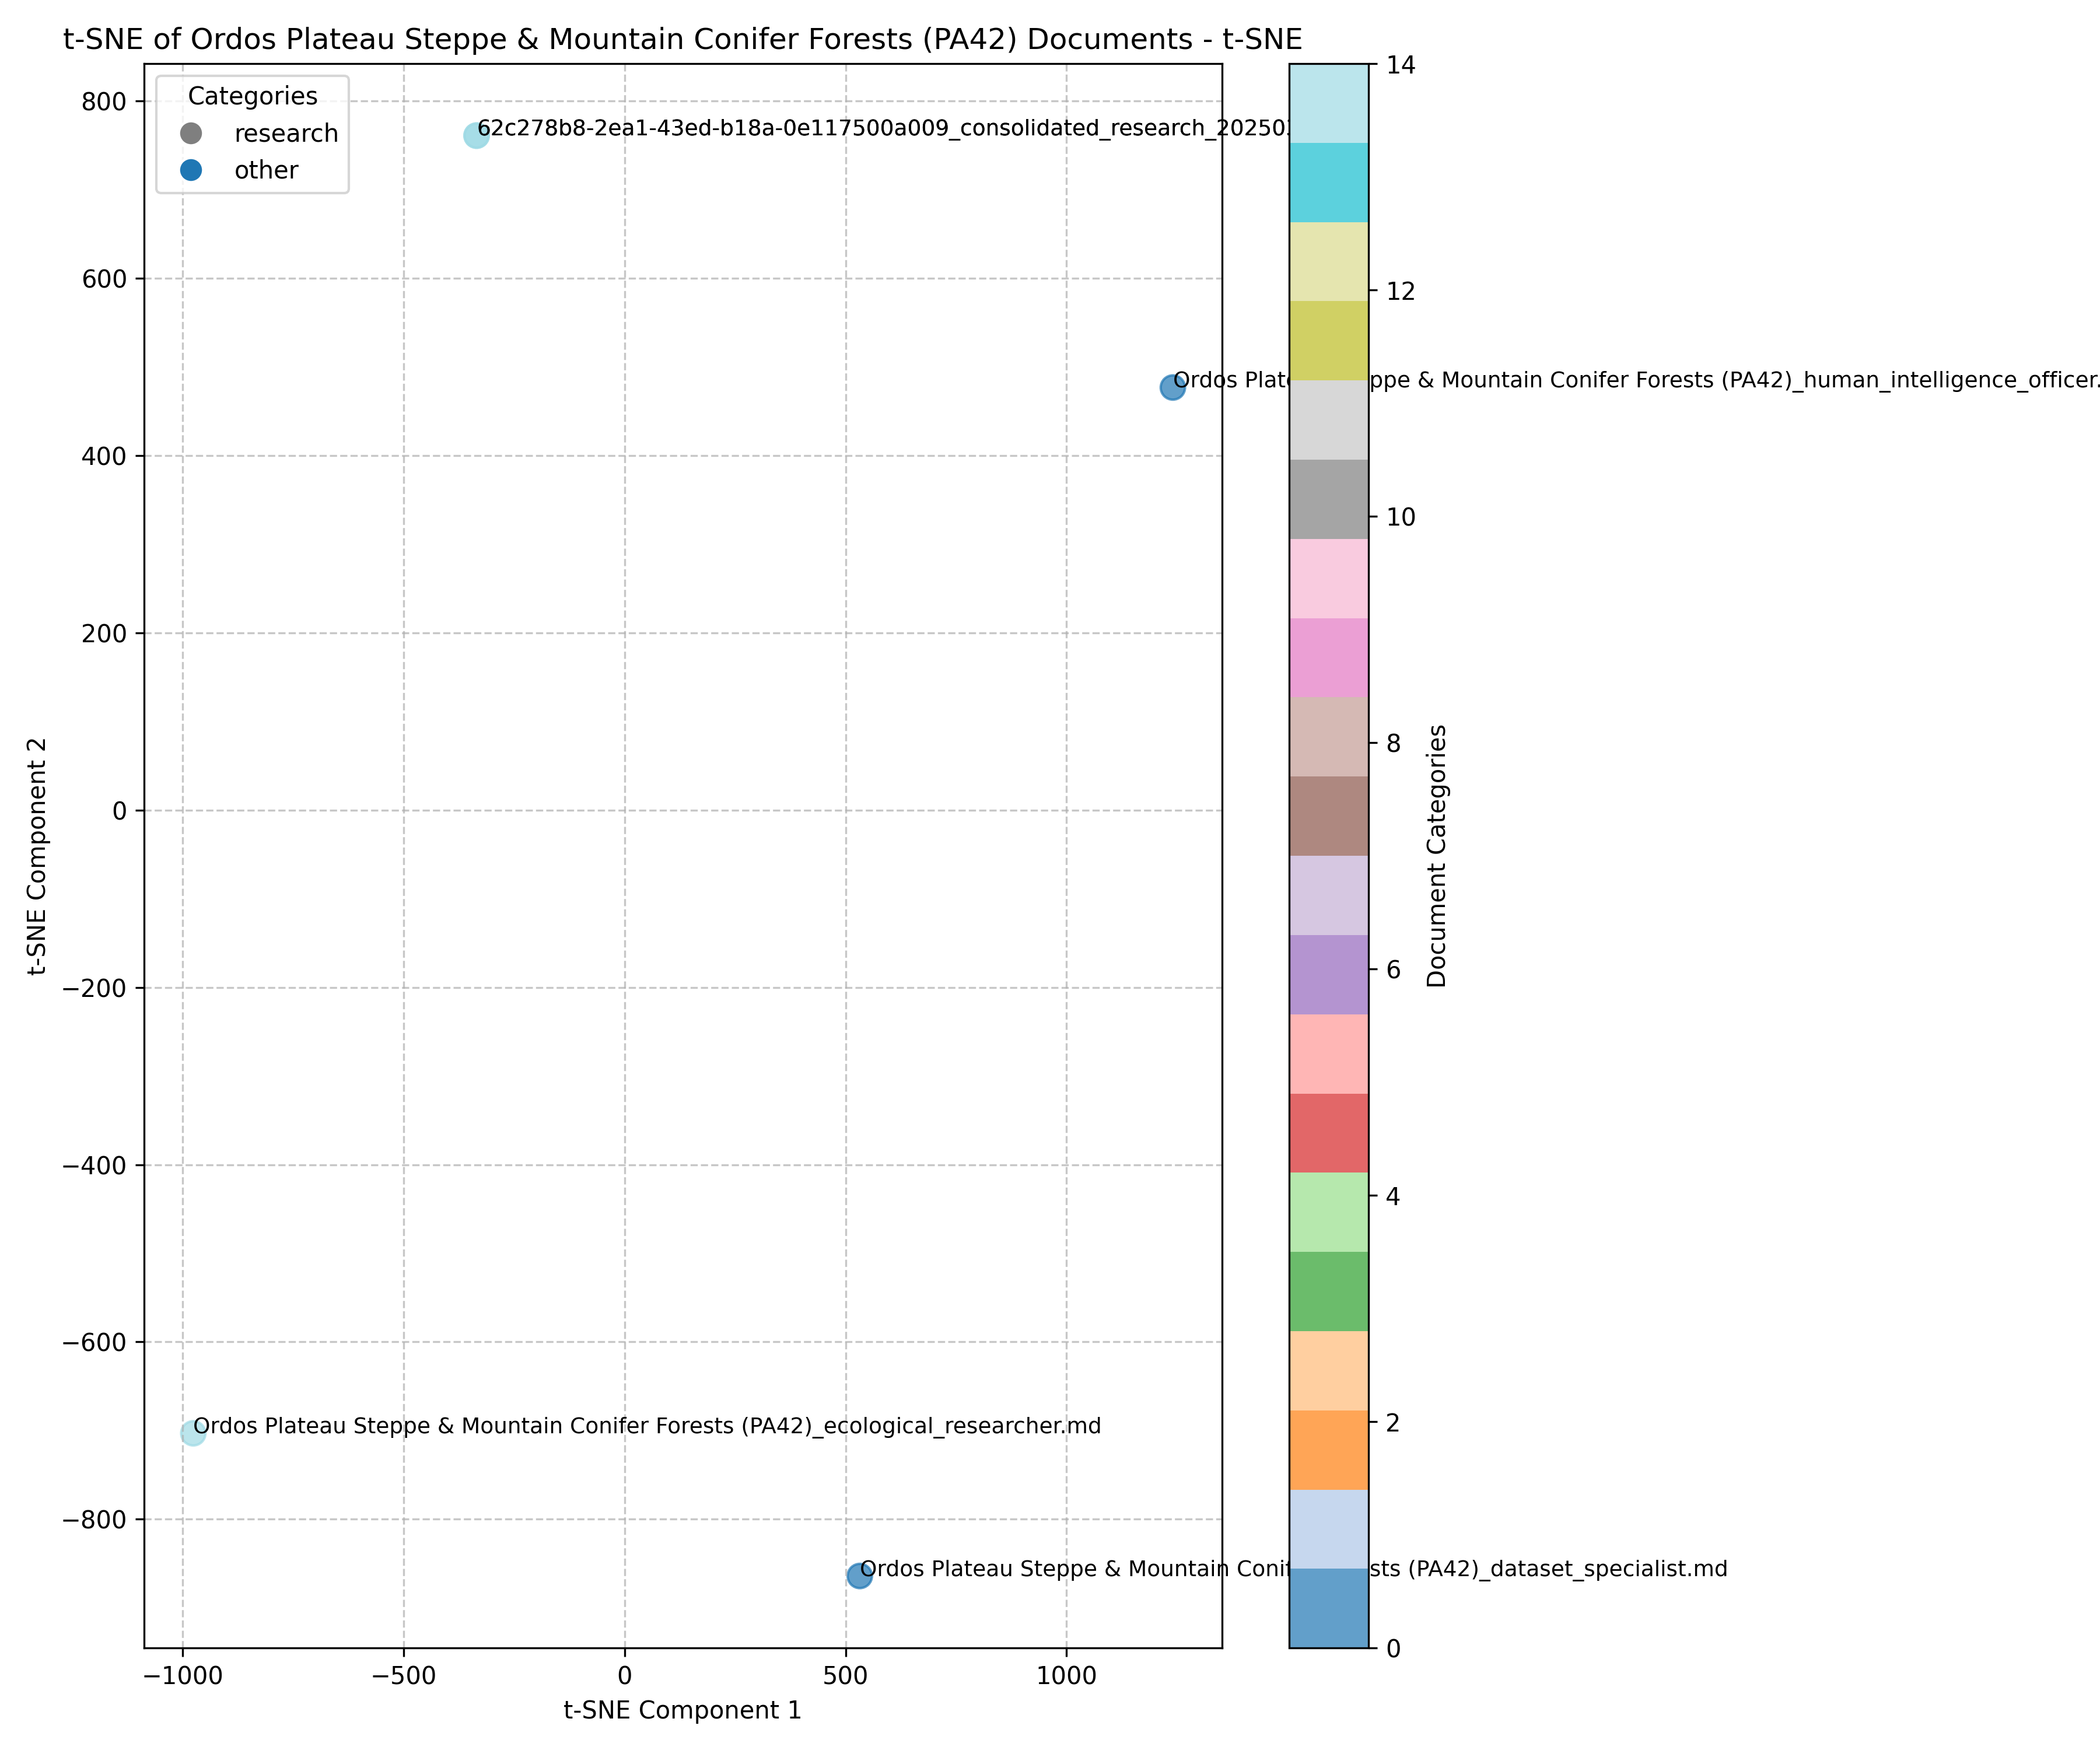 t-SNE of Ordos Plateau Steppe & Mountain Conifer Forests (PA42) Documents - t-SNE
Categories
research
other
62c278b8-2ea1-43ed-b18a-0e117500a009_consolidated_research_20250
Ordos Plate ppe & Mountain Conifer Forests (PA42)_human_intelligence_officer.
Ordos Plateau Steppe & Mountain Conifer Forests (PA42)_ecological_researcher.md
Ordos Plateau Steppe & Mountain Conif sts (PA42)_dataset_specialist.md
800
600
400
200
0
−200
−400
−600
−800
t-SNE Component 2
−1000
−500
0
500
1000
t-SNE Component 1
14
12
10
8
6
4
2
0
Document Categories